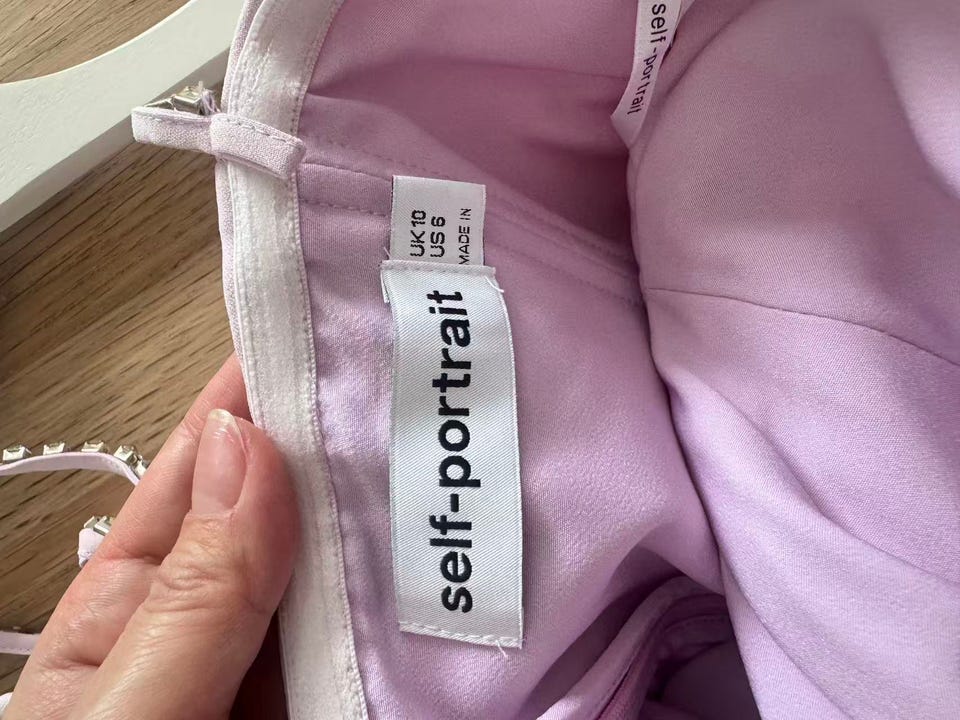 UK 10
US 6
MADE IN
self-portrait
self-portrait